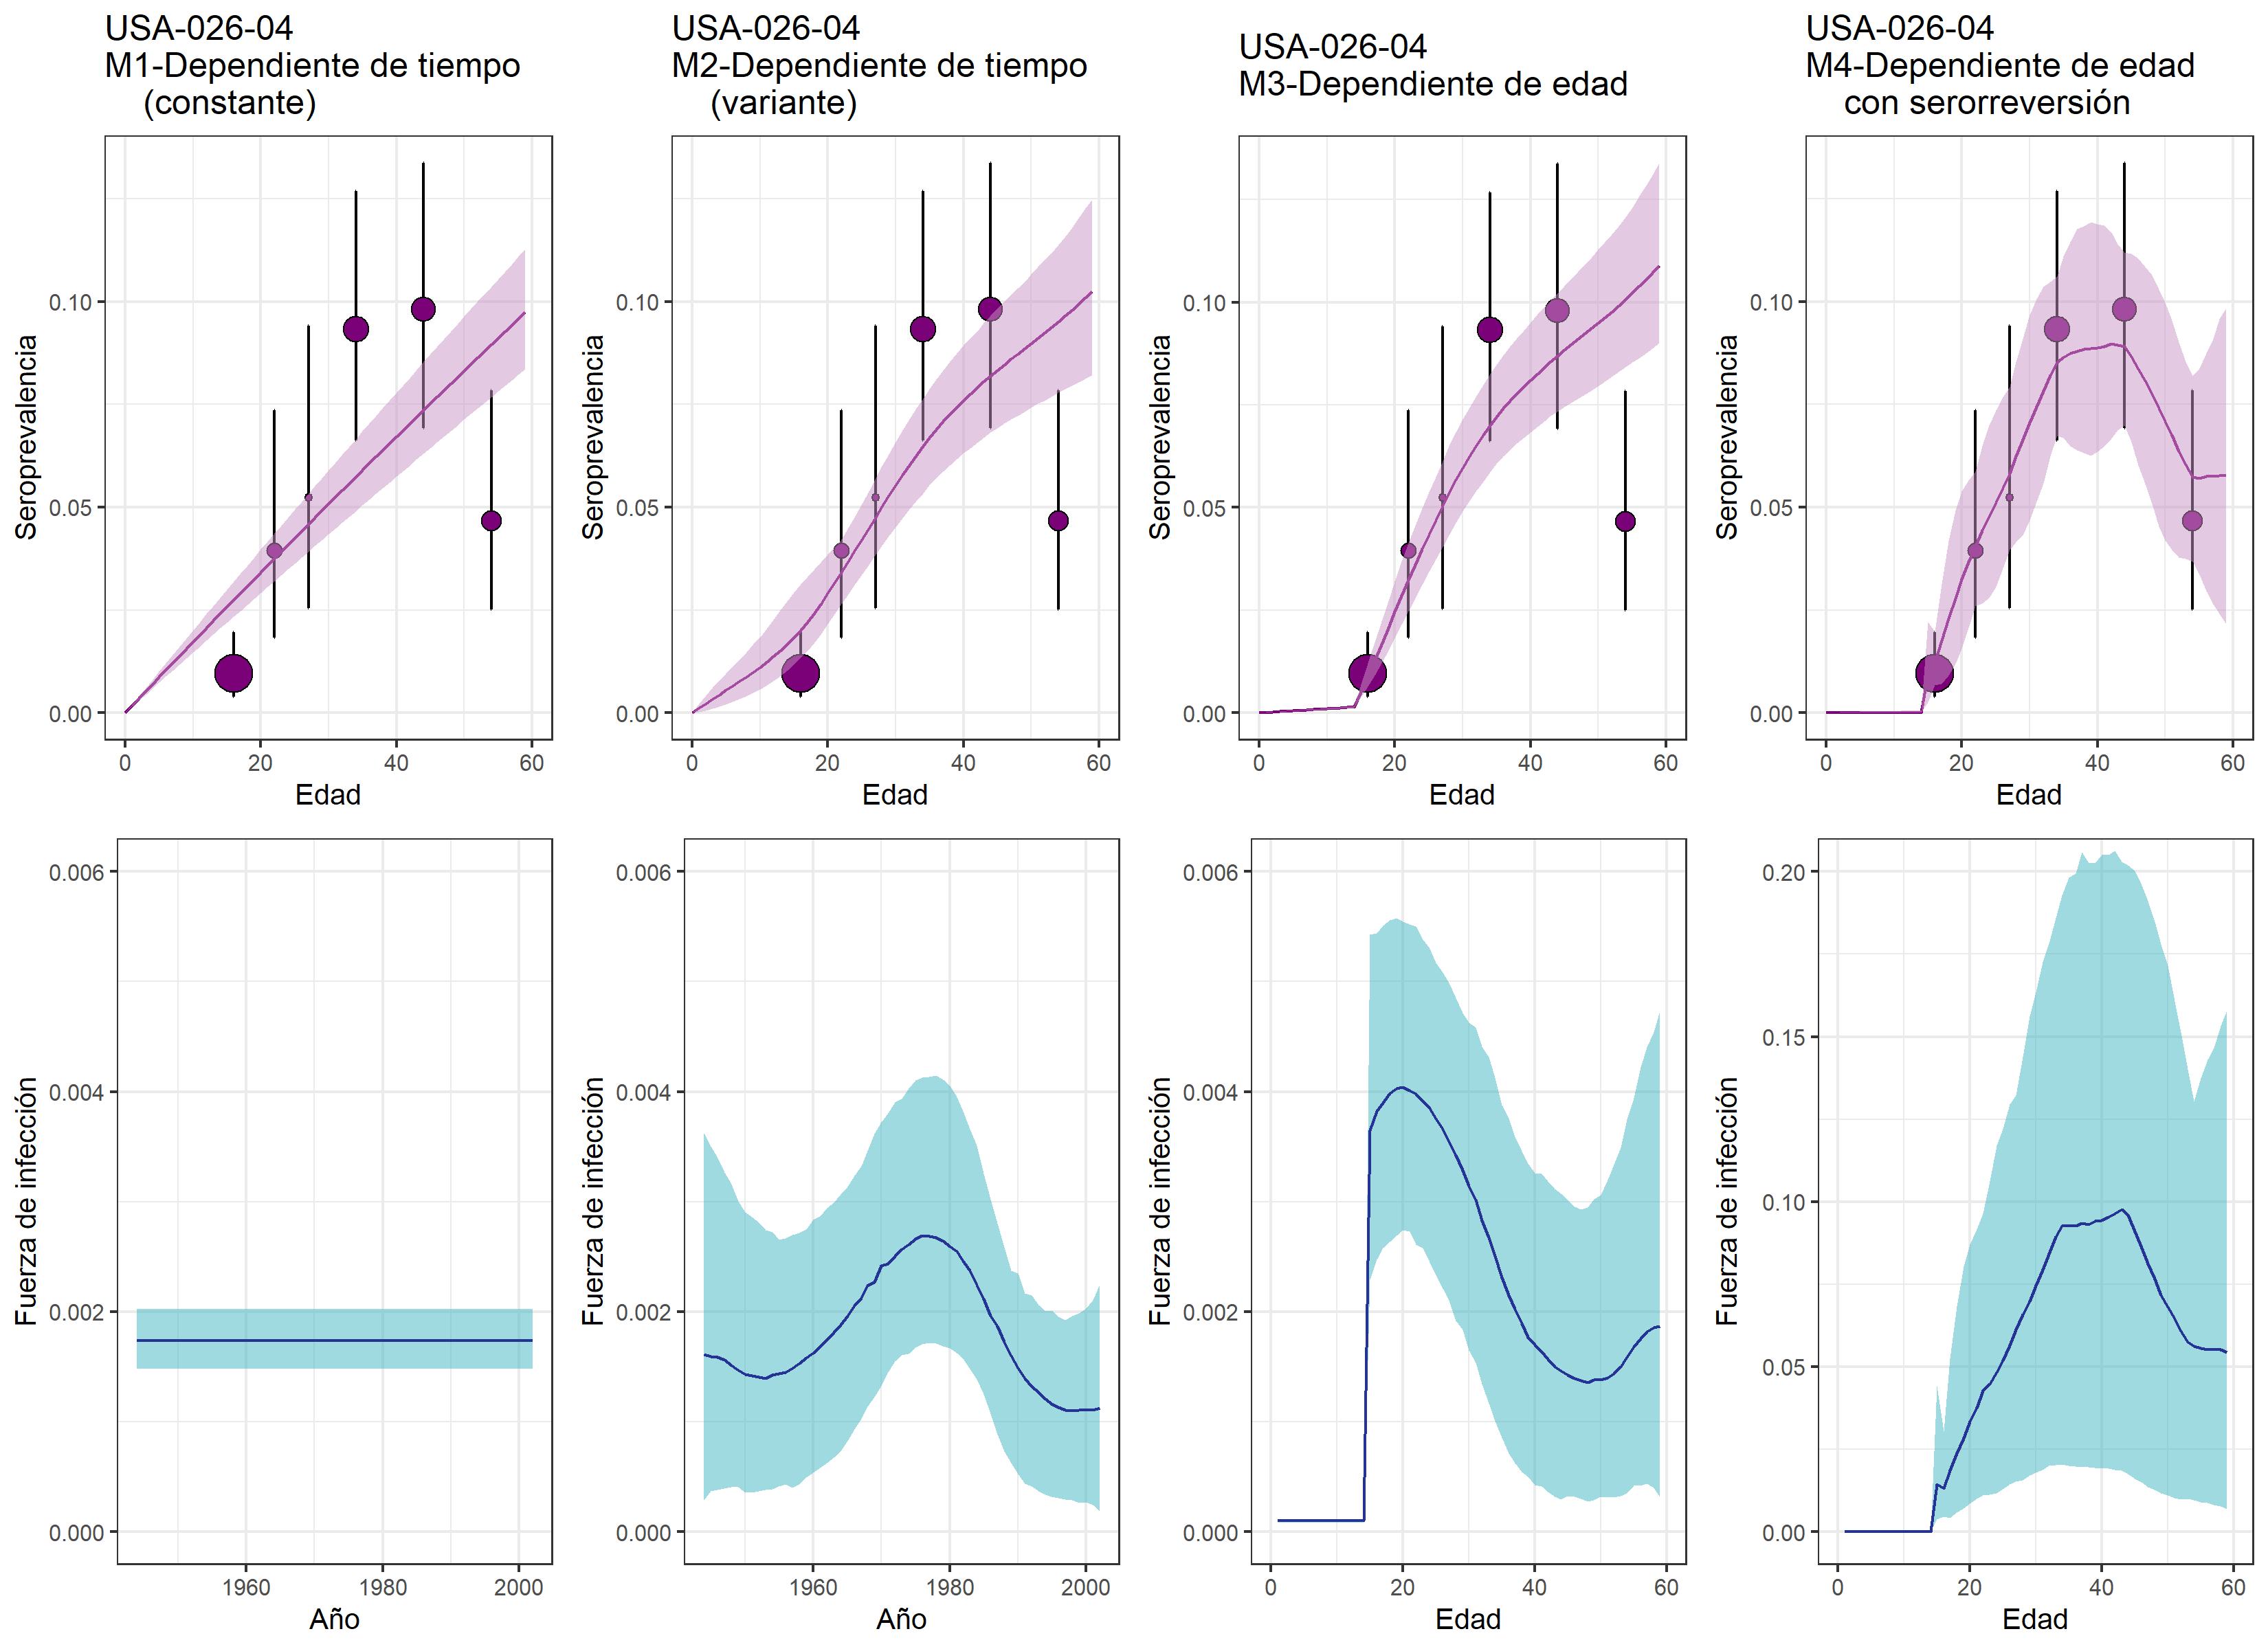 USA-026-04
M1-Dependiente de tiempo
(constante)
USA-026-04
M2-Dependiente de tiempo
(variante)
USA-026-04
M3-Dependiente de edad
USA-026-04
M4-Dependiente de edad
con serorreversión
Seroprevalencia
0.10
0.05
0.00
0 20 40 60
Edad
Seroprevalencia
0.10
0.05
0.00
0 20 40 60
Edad
Seroprevalencia
0.10
0.05
0.00
0 20 40 60
Edad
Seroprevalencia
0.10
0.05
0.00
0 20 40 60
Edad
Fuerza de infección
0.006
0.004
0.002
0.000
1960 1980 2000
Año
Fuerza de infección
0.006
0.004
0.002
0.000
1960 1980 2000
Año
Fuerza de infección
0.006
0.004
0.002
0.000
0 20 40 60
Edad
Fuerza de infección
0.20
0.15
0.10
0.05
0.00
0 20 40 60
Edad